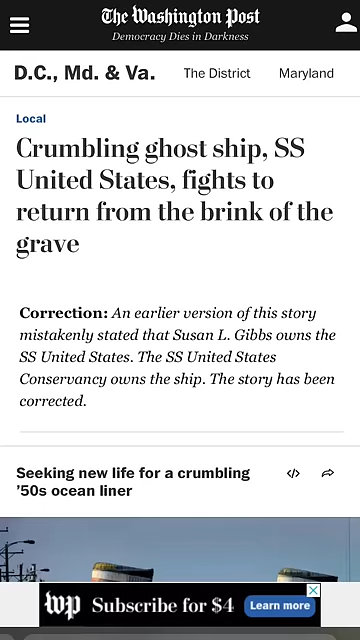 The Washington Post
Democracy Dies in Darkness
D.C., Md. & Va. The District Maryland
Local
Crumbling ghost ship, SS
United States, fights to
return from the brink of the
grave
Correction: An earlier version of this story
mistakenly stated that Susan L. Gibbs owns the
SS United States. The SS United States
Conservancy owns the ship. The story has been
corrected.
Seeking new life for a crumbling
’50s ocean liner
wp Subscribe for $4 Learn more